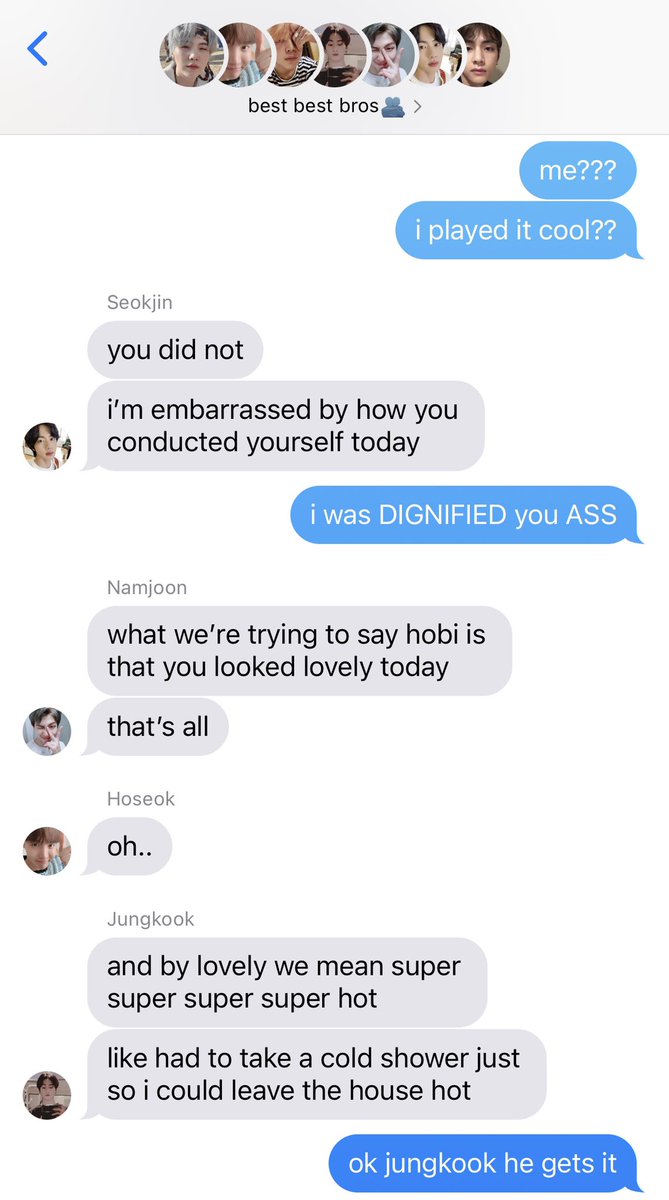 best best bros🫂
me???
i played it cool??
Seokjin
you did not
i’m embarrassed by how you
conducted yourself today
i was DIGNIFIED you ASS
Namjoon
what we’re trying to say hobi is
that you looked lovely today
that’s all
Hoseok
oh..
Jungkook
and by lovely we mean super
super super super hot
like had to take a cold shower just
so i could leave the house hot
ok jungkook he gets it